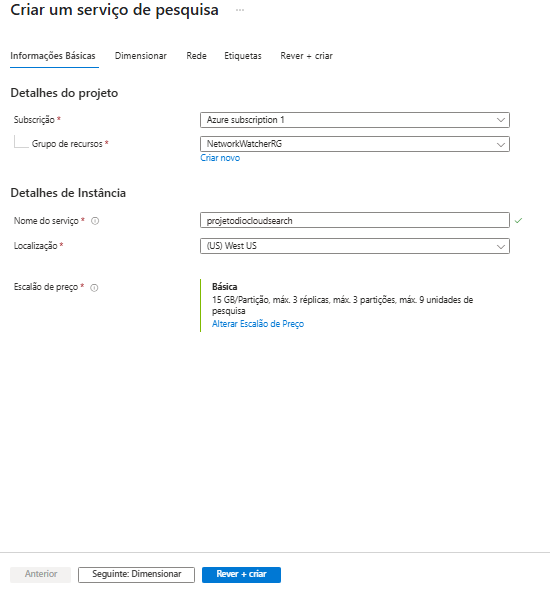 Criar um serviço de pesquisa ...
Informações Básicas Dimensionar Rede Etiquetas Rever + criar
Detalhes do projeto
Subscrição * Azure subscription 1
Grupo de recursos * NetworkWatcherRG
Criar novo
Detalhes de Instância
Nome do serviço * projetodiocloudsearch
Localização * (US) West US
Escalão de preço * Básica
15 GB/Partição, máx. 3 réplicas, máx. 3 partições, máx. 9 unidades de
pesquisa
Alterar Escalão de Preço
Anterior Seguinte: Dimensionar Rever + criar